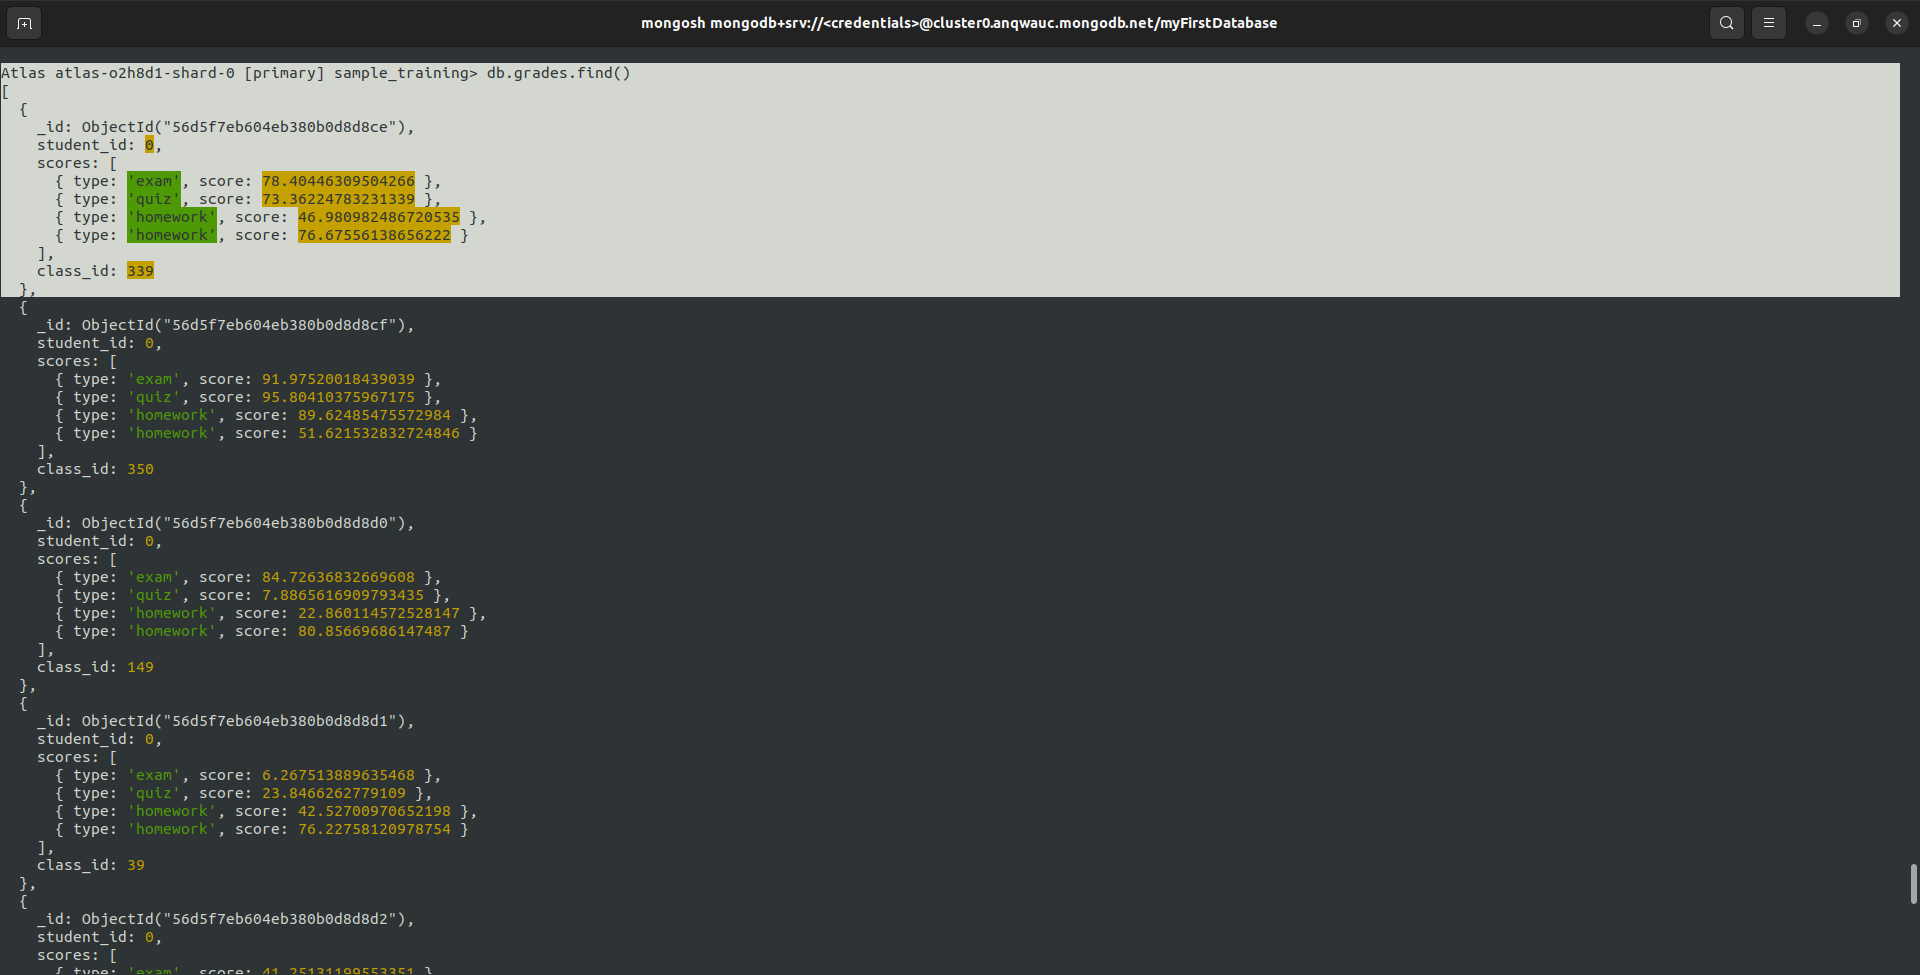 mongosh mongodb+srv://<credentials>@cluster0.anqwauc.mongodb.net/myFirstDatabase
Atlas atlas-o2h8d1-shard-0 [primary] sample_training> db.grades.find()
[
  {
    _id: ObjectId("56d5f7eb604eb380b0d8d8ce"),
    student_id: 0,
    scores: [
      { type: 'exam', score: 78.40446309504266 },
      { type: 'quiz', score: 73.36224783231339 },
      { type: 'homework', score: 46.980982486720535 },
      { type: 'homework', score: 76.67556138656222 }
    ],
    class_id: 339
  },
  {
    _id: ObjectId("56d5f7eb604eb380b0d8d8cf"),
    student_id: 0,
    scores: [
      { type: 'exam', score: 91.97520018439039 },
      { type: 'quiz', score: 95.80410375967175 },
      { type: 'homework', score: 89.62485475572984 },
      { type: 'homework', score: 51.621532832724846 }
    ],
    class_id: 350
  },
  {
    _id: ObjectId("56d5f7eb604eb380b0d8d8d0"),
    student_id: 0,
    scores: [
      { type: 'exam', score: 84.72636832669608 },
      { type: 'quiz', score: 7.8865616909793435 },
      { type: 'homework', score: 22.860114572528147 },
      { type: 'homework', score: 80.85669686147487 }
    ],
    class_id: 149
  },
  {
    _id: ObjectId("56d5f7eb604eb380b0d8d8d1"),
    student_id: 0,
    scores: [
      { type: 'exam', score: 6.267513889635468 },
      { type: 'quiz', score: 23.8466262779109 },
      { type: 'homework', score: 42.52700970652198 },
      { type: 'homework', score: 76.22758120978754 }
    ],
    class_id: 39
  },
  {
    _id: ObjectId("56d5f7eb604eb380b0d8d8d2"),
    student_id: 0,
    scores: [
      { type: 'exam', score: 41.25131199553351 }